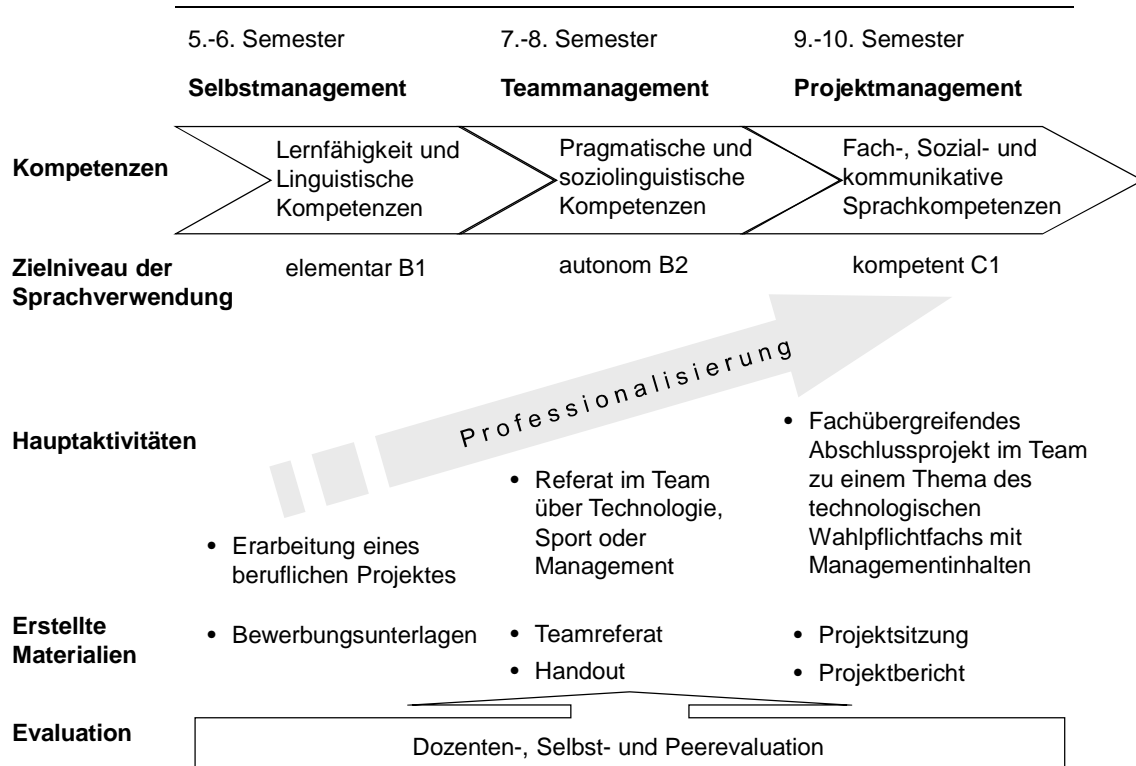 5.-6. Semester
7.-8. Semester
9.-10. Semester
Selbstmanagement
Teammanagement
Projektmanagement
Kompetenzen
Lernfähigkeit und
Linguistische
Kompetenzen
Pragmatische und
soziolinguistische
Kompetenzen
Fach-, Sozial- und
kommunikative
Sprachkompetenzen
Zielniveau der
Sprachverwendung
elementar B1
autonom B2
kompetent C1
Professionalisierung
Hauptaktivitäten
• Erarbeitung eines
beruflichen Projektes
• Referat im Team
über Technologie,
Sport oder
Management
• Fachübergreifendes
Abschlussprojekt im Team
zu einem Thema des
technologischen
Wahlpflichtfachs mit
Managementinhalten
Erstellte
Materialien
• Bewerbungsunterlagen
• Teamreferat
• Handout
• Projektsitzung
• Projektbericht
Evaluation
Dozenten-, Selbst- und Peerevaluation